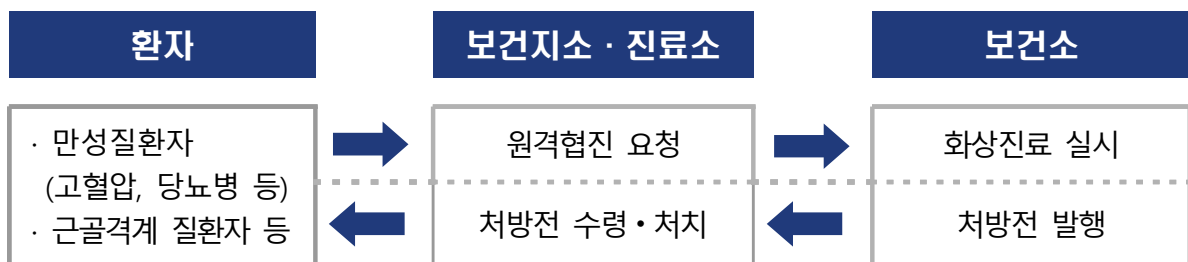 환자
보건지소 · 진료소
보건소
· 만성질환자
(고혈압, 당뇨병 등)
· 근골격계 질환자 등
원격협진 요청
처방전 수령 • 처치
화상진료 실시
처방전 발행